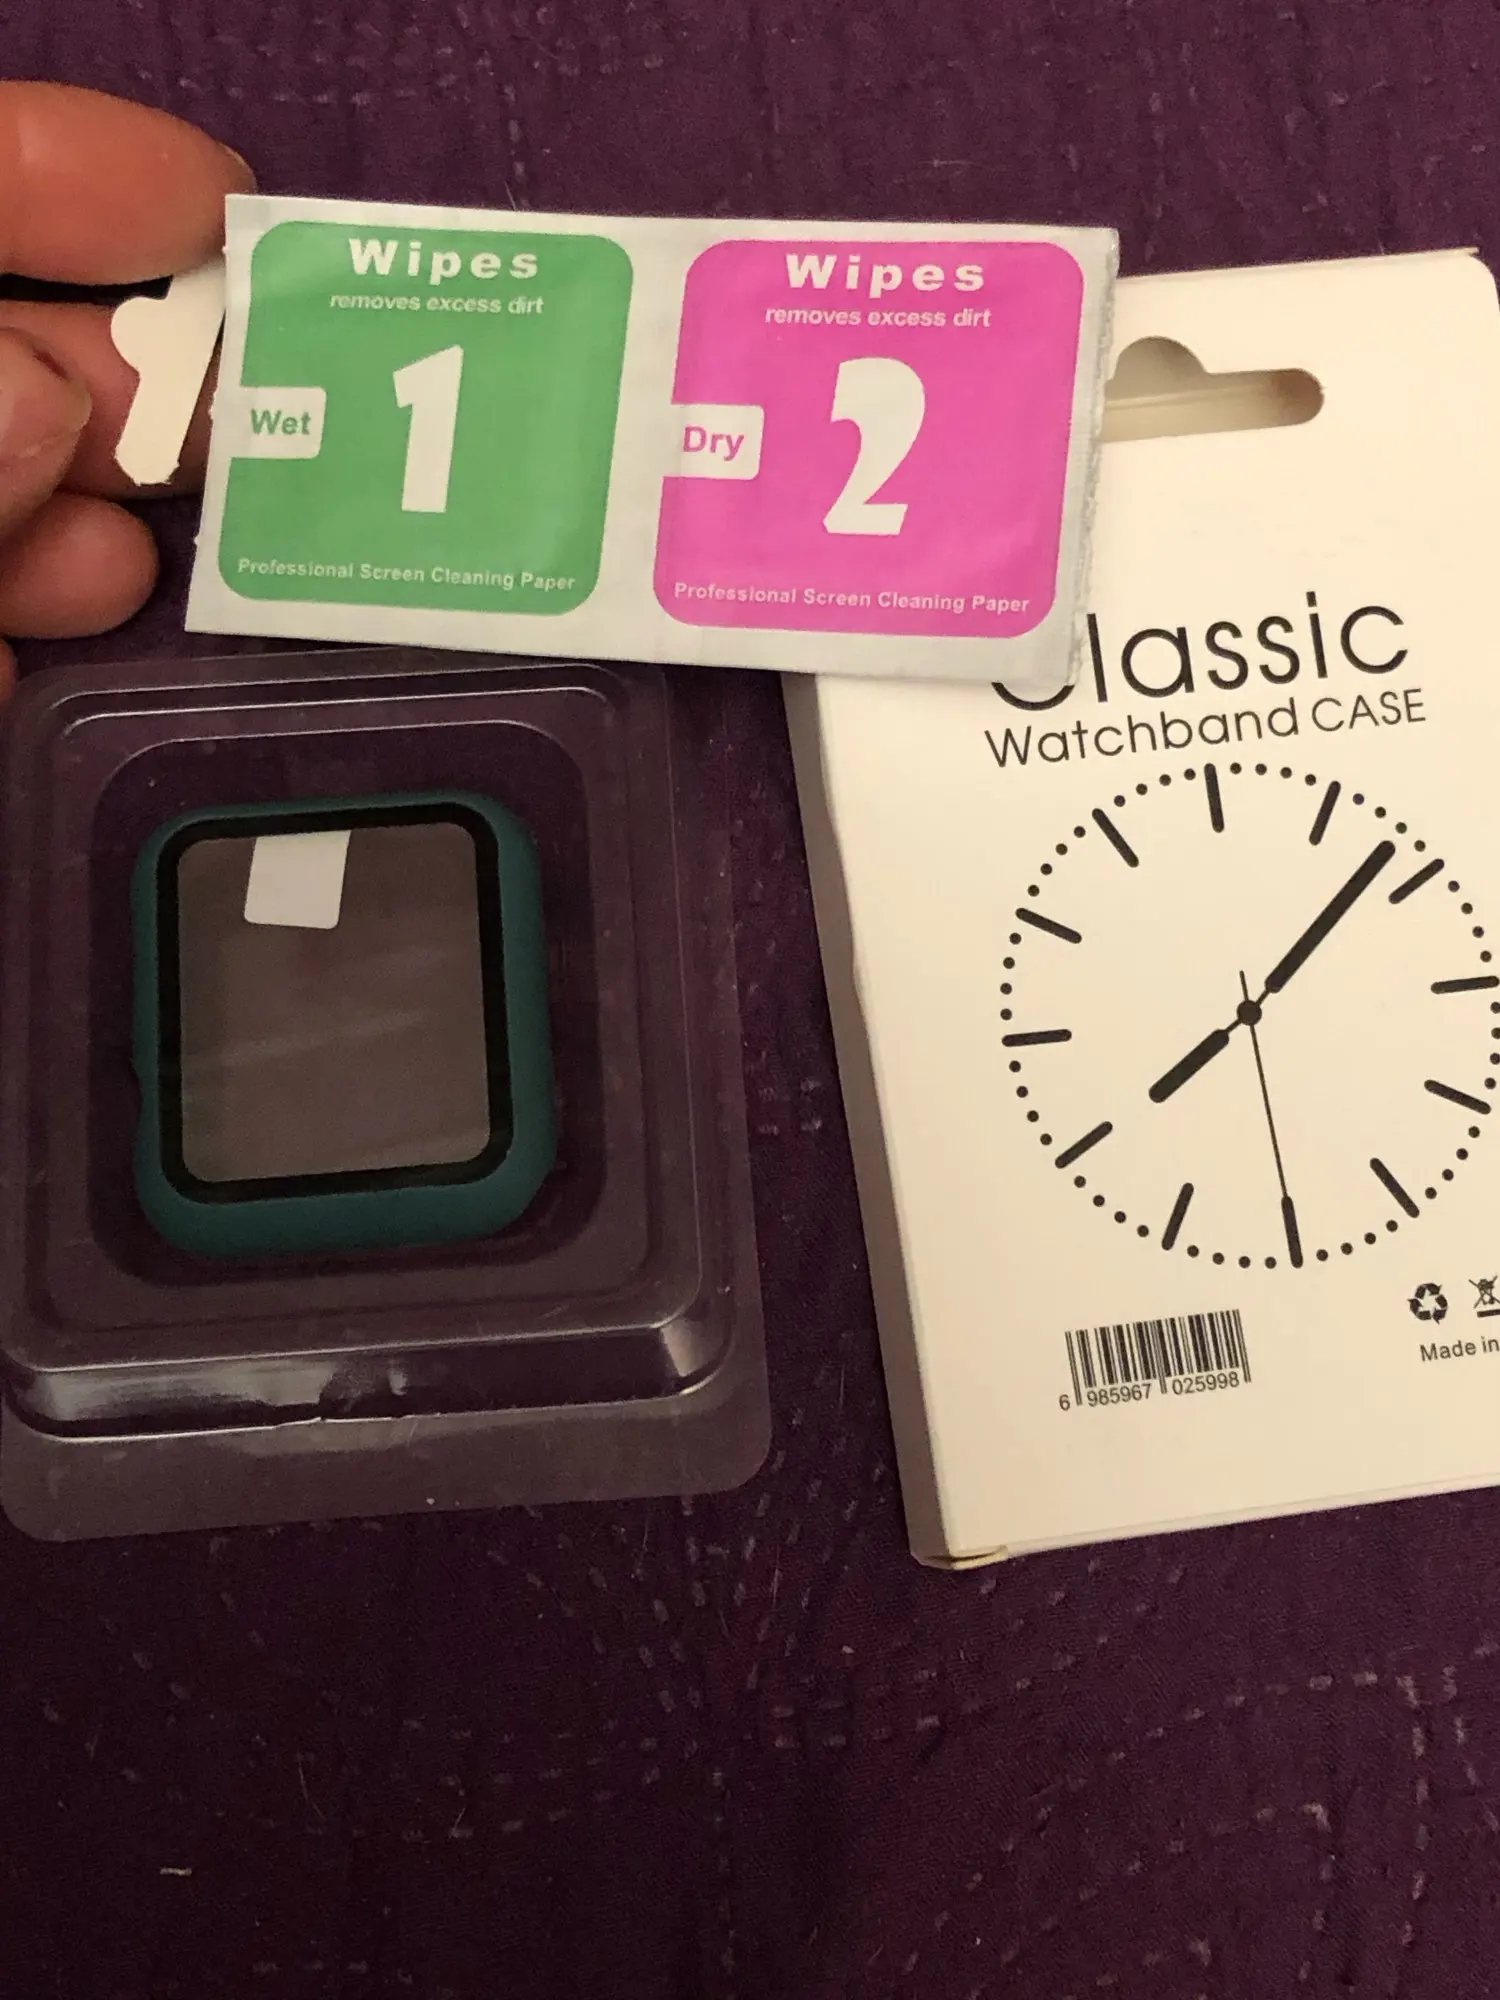 Wipes
removes excess dirt
Wet
1
Professional Screen Cleaning Paper
Wipes
removes excess dirt
Dry
2
Professional Screen Cleaning Paper
Classic
Watchband CASE
6 985967 025998
Made in